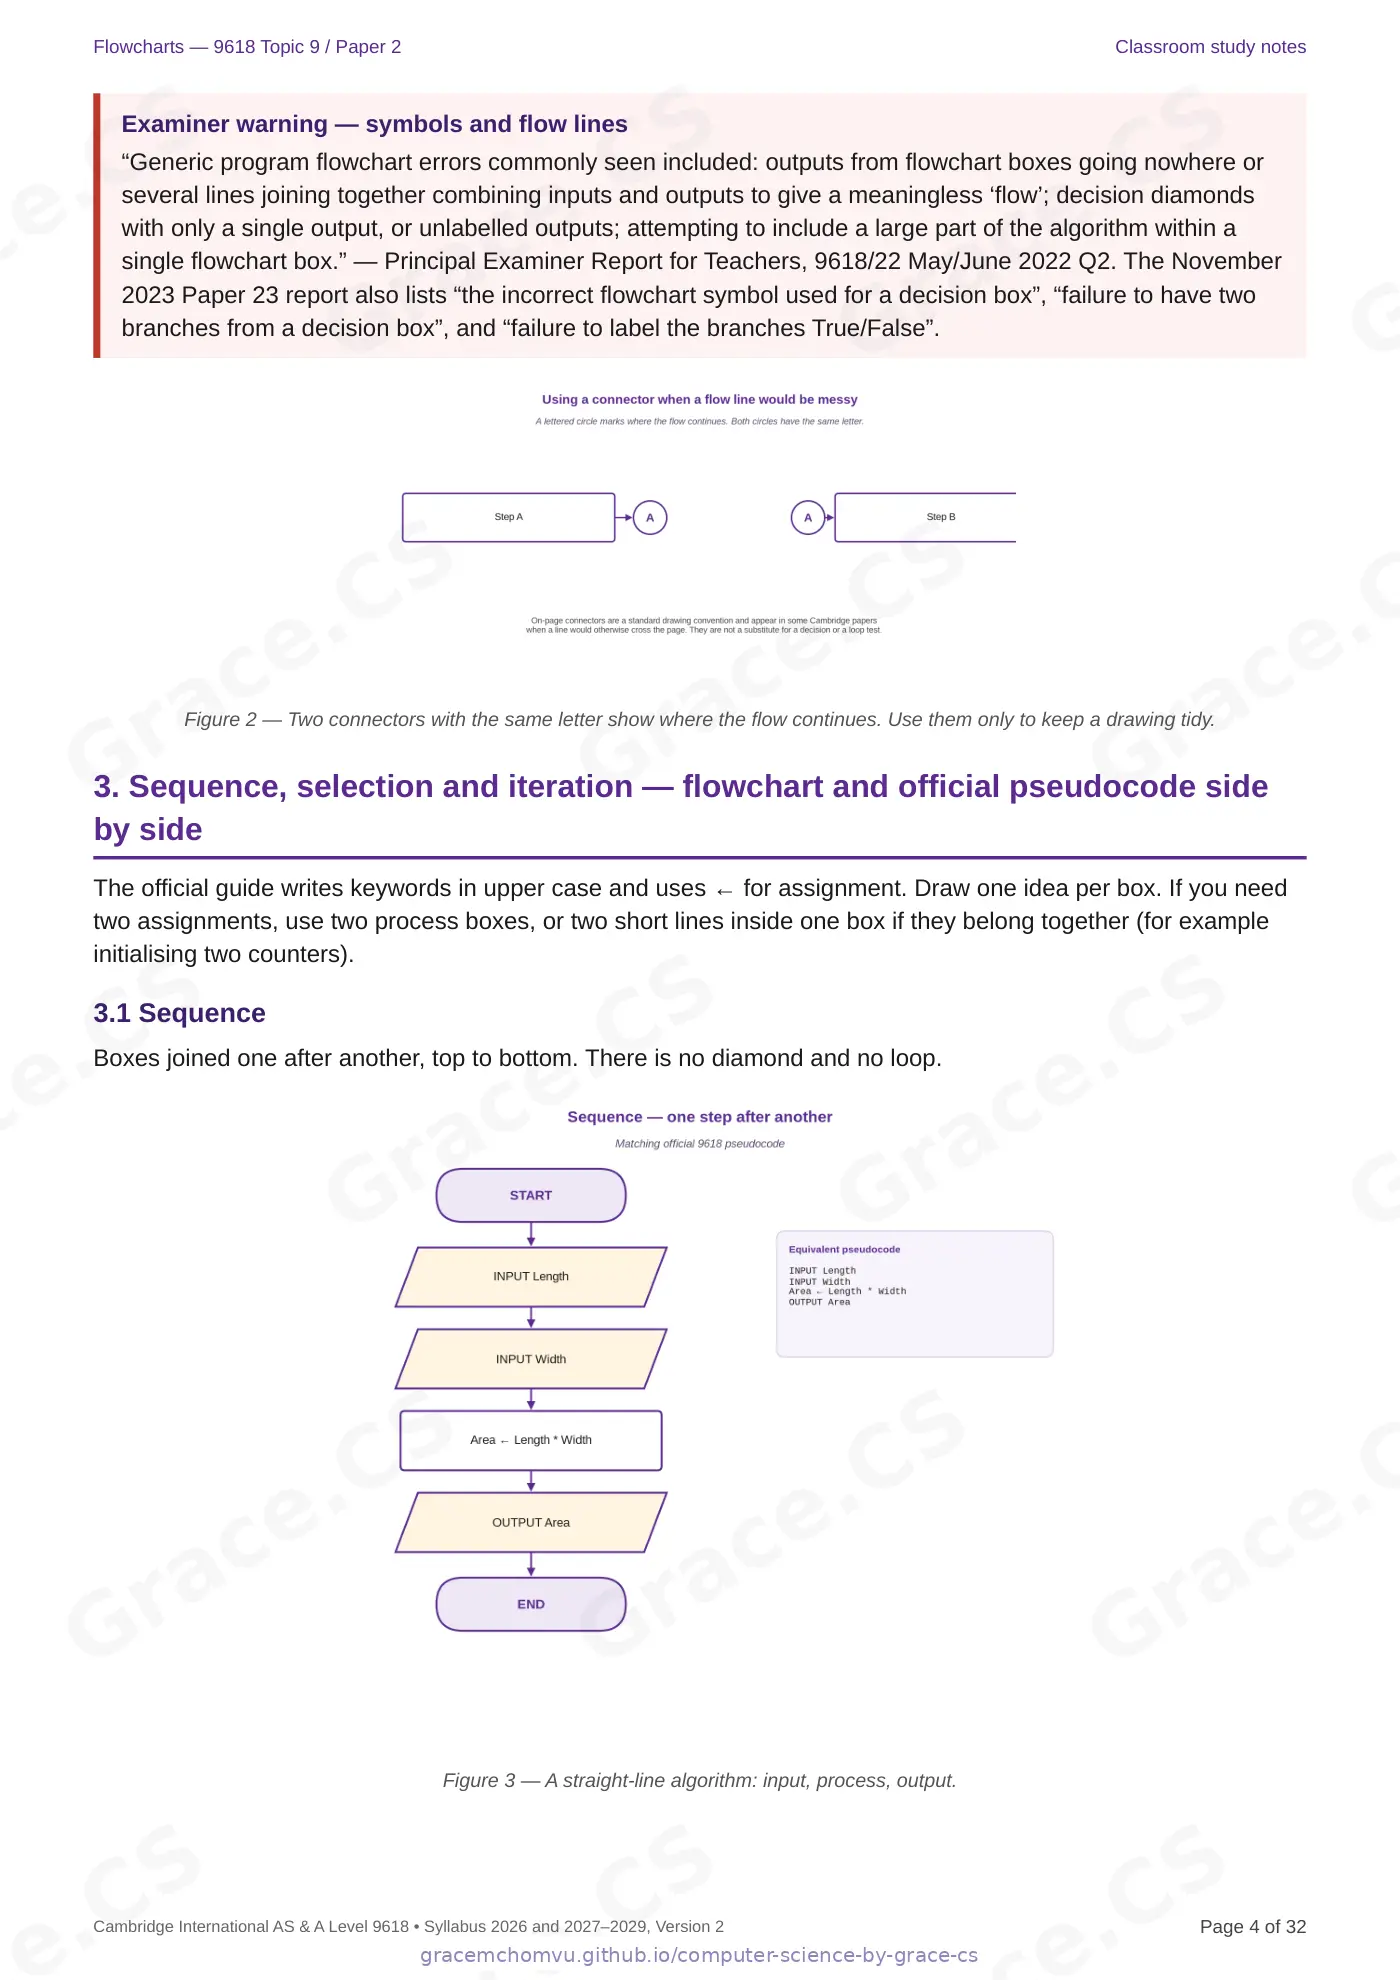 Flowcharts — 9618 Topic 9 / Paper 2
Classroom study notes
Examiner warning — symbols and flow lines
“Generic program flowchart errors commonly seen included: outputs from flowchart boxes going nowhere or
several lines joining together combining inputs and outputs to give a meaningless ‘flow’; decision diamonds
with only a single output, or unlabelled outputs; attempting to include a large part of the algorithm within a
single flowchart box.” — Principal Examiner Report for Teachers, 9618/22 May/June 2022 Q2. The November
2023 Paper 23 report also lists “the incorrect flowchart symbol used for a decision box”, “failure to have two
branches from a decision box”, and “failure to label the branches True/False”.
Using a connector when a flow line would be messy
A lettered circle marks where the flow continues. Both circles have the same letter.
Step A
A
A
Step B
On-page connectors are a standard drawing convention and appear in some Cambridge papers
when a line would otherwise cross the page. They are not a substitute for a decision or a loop test.
Figure 2 — Two connectors with the same letter show where the flow continues. Use them only to keep a drawing tidy.
3. Sequence, selection and iteration — flowchart and official pseudocode side
by side
The official guide writes keywords in upper case and uses ← for assignment. Draw one idea per box. If you need
two assignments, use two process boxes, or two short lines inside one box if they belong together (for example
initialising two counters).
3.1 Sequence
Boxes joined one after another, top to bottom. There is no diamond and no loop.
Sequence — one step after another
Matching official 9618 pseudocode
START
INPUT Length
INPUT Width
Area ← Length * Width
OUTPUT Area
END
Equivalent pseudocode
INPUT Length
INPUT Width
Area ← Length * Width
OUTPUT Area
Figure 3 — A straight-line algorithm: input, process, output.
Cambridge International AS & A Level 9618 • Syllabus 2026 and 2027–2029, Version 2
Page 4 of 32
gracemchomvu.github.io/computer-science-by-grace-cs
Grace.CS